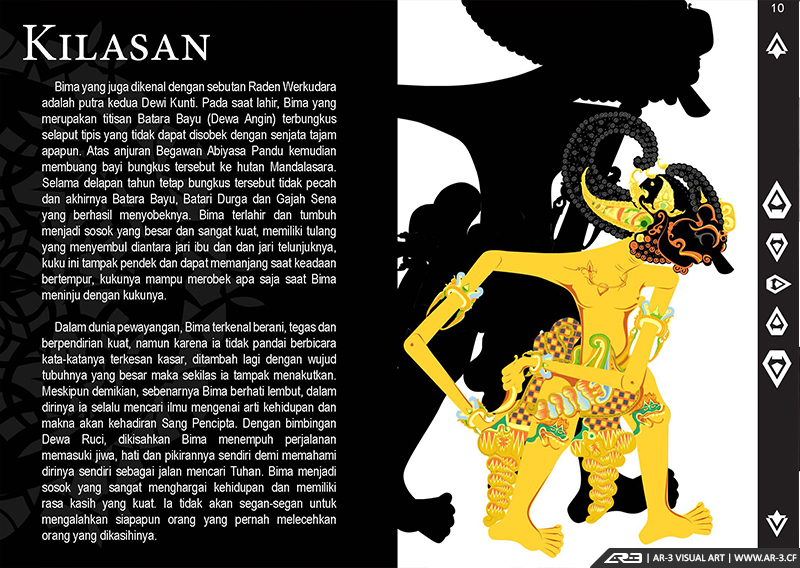 10
KILASAN
Bima yang juga dikenal dengan sebutan Raden Werkudara
adalah putra kedua Dewi Kunti. Pada saat lahir, Bima yang
merupakan titisan Batara Bayu (Dewa Angin) terbungkus
selaput tipis yang tidak dapat disobek dengan senjata tajam
apapun. Atas anjuran Begawan Abiyasa Pandu kemudian
membuang bayi bungkus tersebut ke hutan Mandalasara.
Selama delapan tahun tetap bungkus tersebut tidak pecah
dan akhirnya Batara Bayu, Batari Durga dan Gajah Sena
yang berhasil menyobeknya. Bima terlahir dan tumbuh
menjadi sosok yang besar dan sangat kuat, memiliki tulang
yang menyembul diantara jari ibu dan dan jari telunjuknya,
kuku ini tampak pendek dan dapat memanjang saat keadaan
bertempur, kukunya mampu merobek apa saja saat Bima
meninju dengan kukunya.
Dalam dunia pewayangan, Bima terkenal berani, tegas dan
berpendirian kuat, namun karena ia tidak pandai berbicara
kata-katanya terkesan kasar, ditambah lagi dengan wujud
tubuhnya yang besar maka sekilas ia tampak menakutkan.
Meskipun demikian, sebenarnya Bima berhati lembut, dalam
dirinya ia selalu mencari ilmu mengenai arti kehidupan dan
makna akan kehadiran Sang Pencipta. Dengan bimbingan
Dewa Ruci, dikisahkan Bima menempuh perjalanan
memasuki jiwa, hati dan pikirannya sendiri demi memahami
dirinya sendiri sebagai jalan mencari Tuhan. Bima menjadi
sosok yang sangat menghargai kehidupan dan memiliki
rasa kasih yang kuat. Ia tidak akan segan-segan untuk
mengalahkan siapapun orang yang pernah melecehkan
orang yang dikasihinya.
AR-3 | AR-3 VISUAL ART | WWW.AR-3.CF